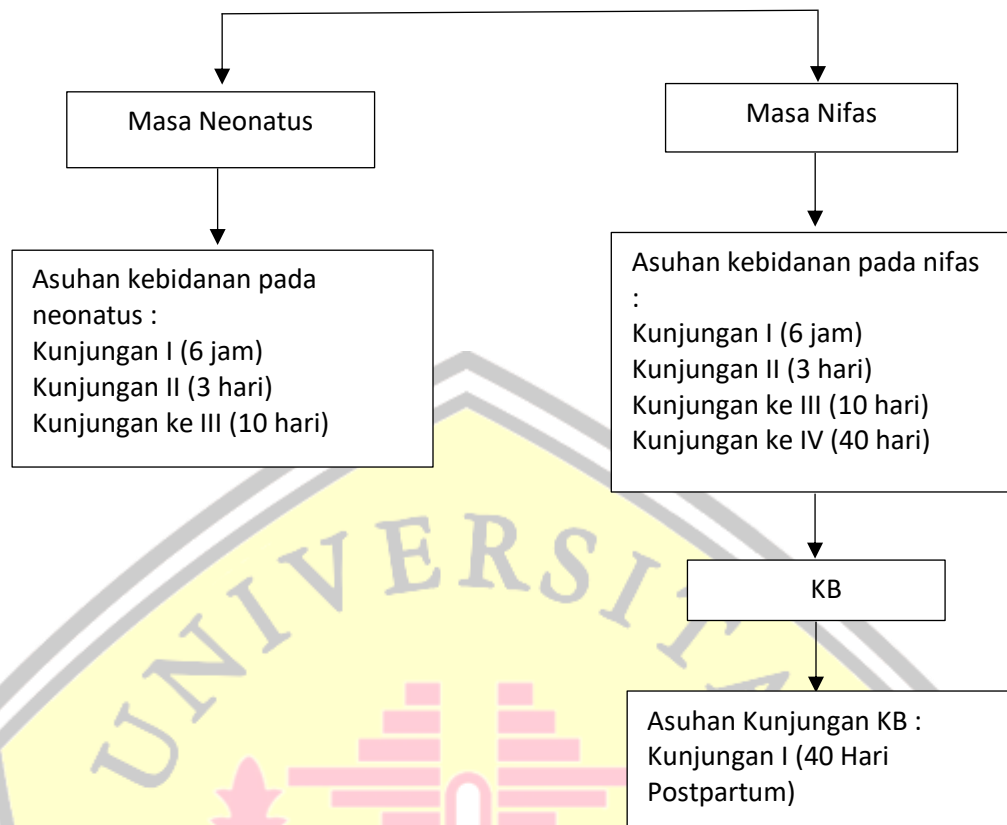 Masa Neonatus
Masa Nifas
Asuhan kebidanan pada
neonatus :
Kunjungan I (6 jam)
Kunjungan II (3 hari)
Kunjungan ke III (10 hari)
Asuhan kebidanan pada nifas
:
Kunjungan I (6 jam)
Kunjungan II (3 hari)
Kunjungan ke III (10 hari)
Kunjungan ke IV (40 hari)
KB
Asuhan Kunjungan KB :
Kunjungan I (40 Hari
Postpartum)
UNIVERSITA